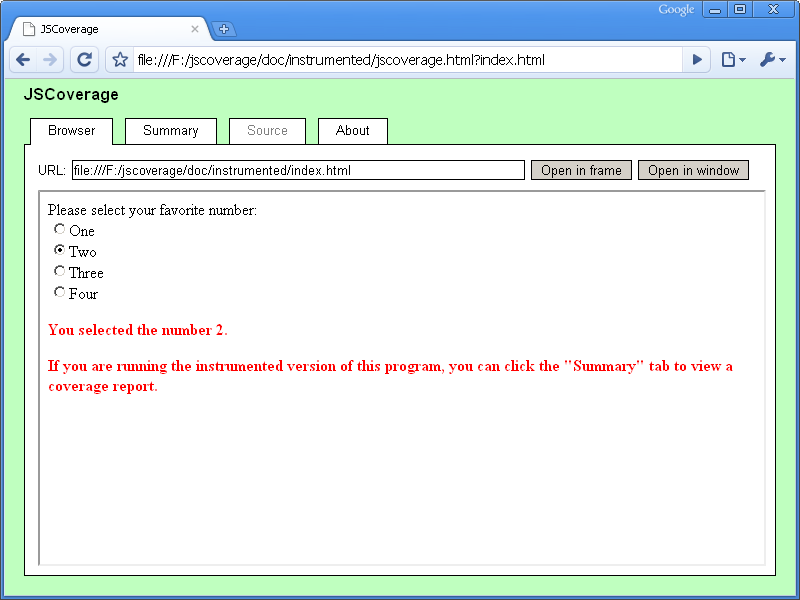 Google
JSCoverage
file:///F:/jscoverage/doc/instrumented/jscoverage.html?index.html
JSCoverage
Browser Summary Source About
URL: file:///F:/jscoverage/doc/instrumented/index.html Open in frame Open in window
Please select your favorite number:
One
Two
Three
Four
You selected the number 2.
If you are running the instrumented version of this program, you can click the "Summary" tab to view a
coverage report.